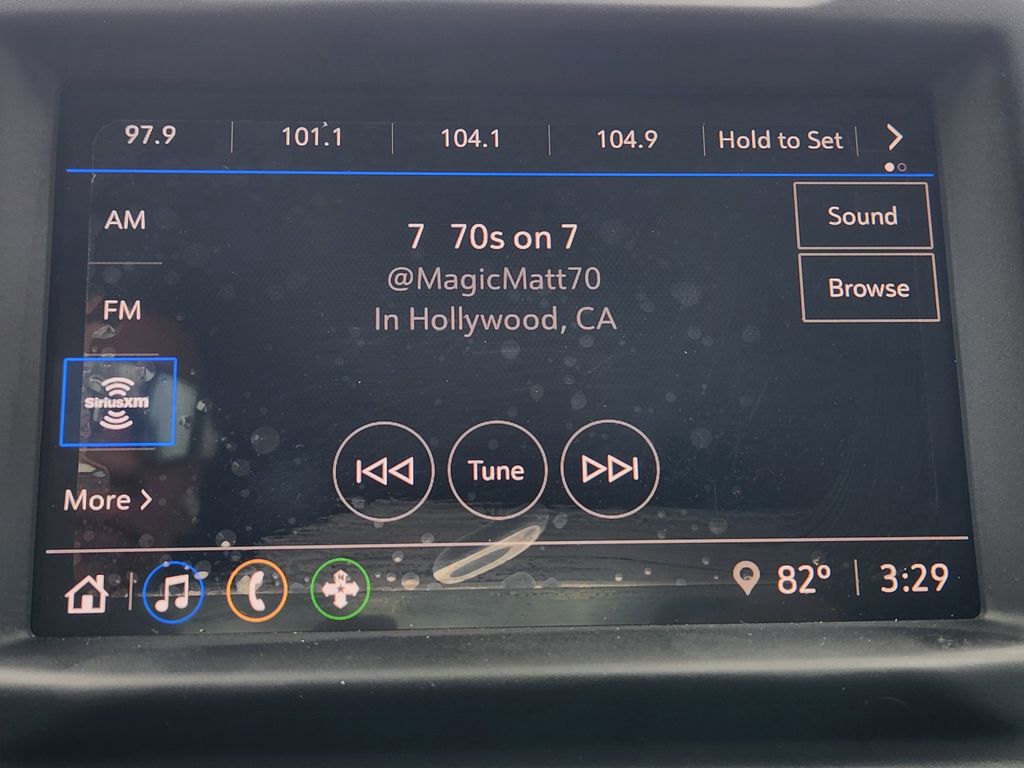 97.9 101.1 104.1 104.9 Hold to Set
AM
Sound
7 70s on 7
@MagicMatt70
Browse
FM
In Hollywood, CA
SiriusXM
Tune
More
N
82° 3:29